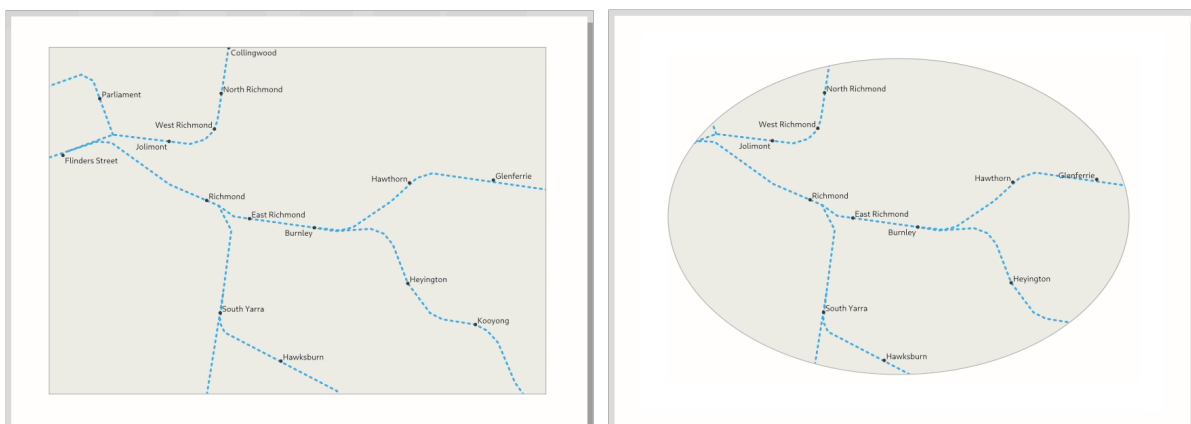 Collingwood
Parliament
North Richmond
West Richmond
Jolimont
Flinders Street
Glenferrie
Hawthorn
Richmond
East Richmond
Burnley
Heyington
South Yarra
Kooyong
Hawksburn
North Richmond
West Richmond
Jolimont
Glenferrie
Hawthorn
Richmond
East Richmond
Burnley
Heyington
South Yarra
Hawksburn